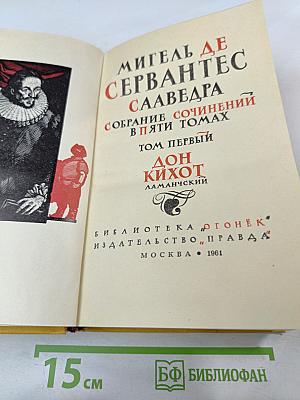 МИГЕЛЬ ДЕ
СЕРВАНТЕС
СААВЕДРА
СОБРАНИЕ СОЧИНЕНИЙ
В ПЯТИ ТОМАХ
ТОМ ПЕРВЫЙ
ДОН
КИХОТ
ЛАМАНЧСКИЙ
БИБЛИОТЕКА „ОГОНЁК"
ИЗДАТЕЛЬСТВО „ПРАВДА"
МОСКВА • 1961
15 см
БФ БИБЛИОФАН